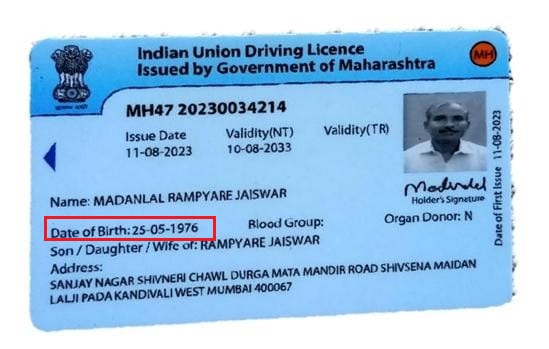 Indian Union Driving Licence
Issued by Government of Maharashtra
MH
MH47 20230034214
Issue Date Validity(NT) Validity(TR)
11-08-2023 10-08-2033
Name: MADANLAL RAMPYARE JAISWAR
Holder's Signature
Date of First Issue 11-08-2023
Date of Birth: 25-05-1976 Blood Group: Organ Donor: N
Son / Daughter / Wife of: RAMPYARE JAISWAR
Address:
SANJAY NAGAR SHIVNERI CHAWL DURGA MATA MANDIR ROAD SHIVSENA MAIDAN
LALJI PADA KANDIVALI WEST MUMBAI 400067